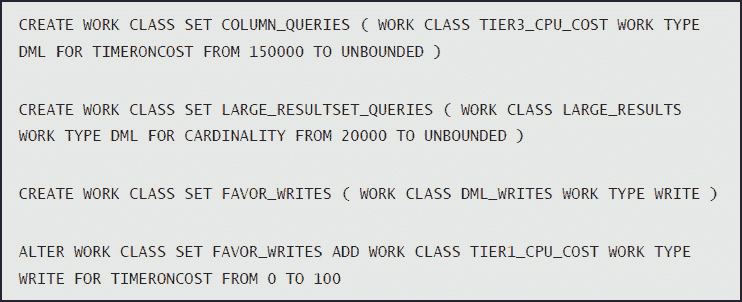 CREATE WORK CLASS SET COLUMN_QUERIES ( WORK CLASS TIER3_CPU_COST WORK TYPE
DML FOR TIMERONCOST FROM 150000 TO UNBOUNDED )
CREATE WORK CLASS SET LARGE_RESULTSET_QUERIES ( WORK CLASS LARGE_RESULTS
WORK TYPE DML FOR CARDINALITY FROM 20000 TO UNBOUNDED )
CREATE WORK CLASS SET FAVOR_WRITES ( WORK CLASS DML_WRITES WORK TYPE WRITE )
ALTER WORK CLASS SET FAVOR_WRITES ADD WORK CLASS TIER1_CPU_COST WORK TYPE
WRITE FOR TIMERONCOST FROM 0 TO 100